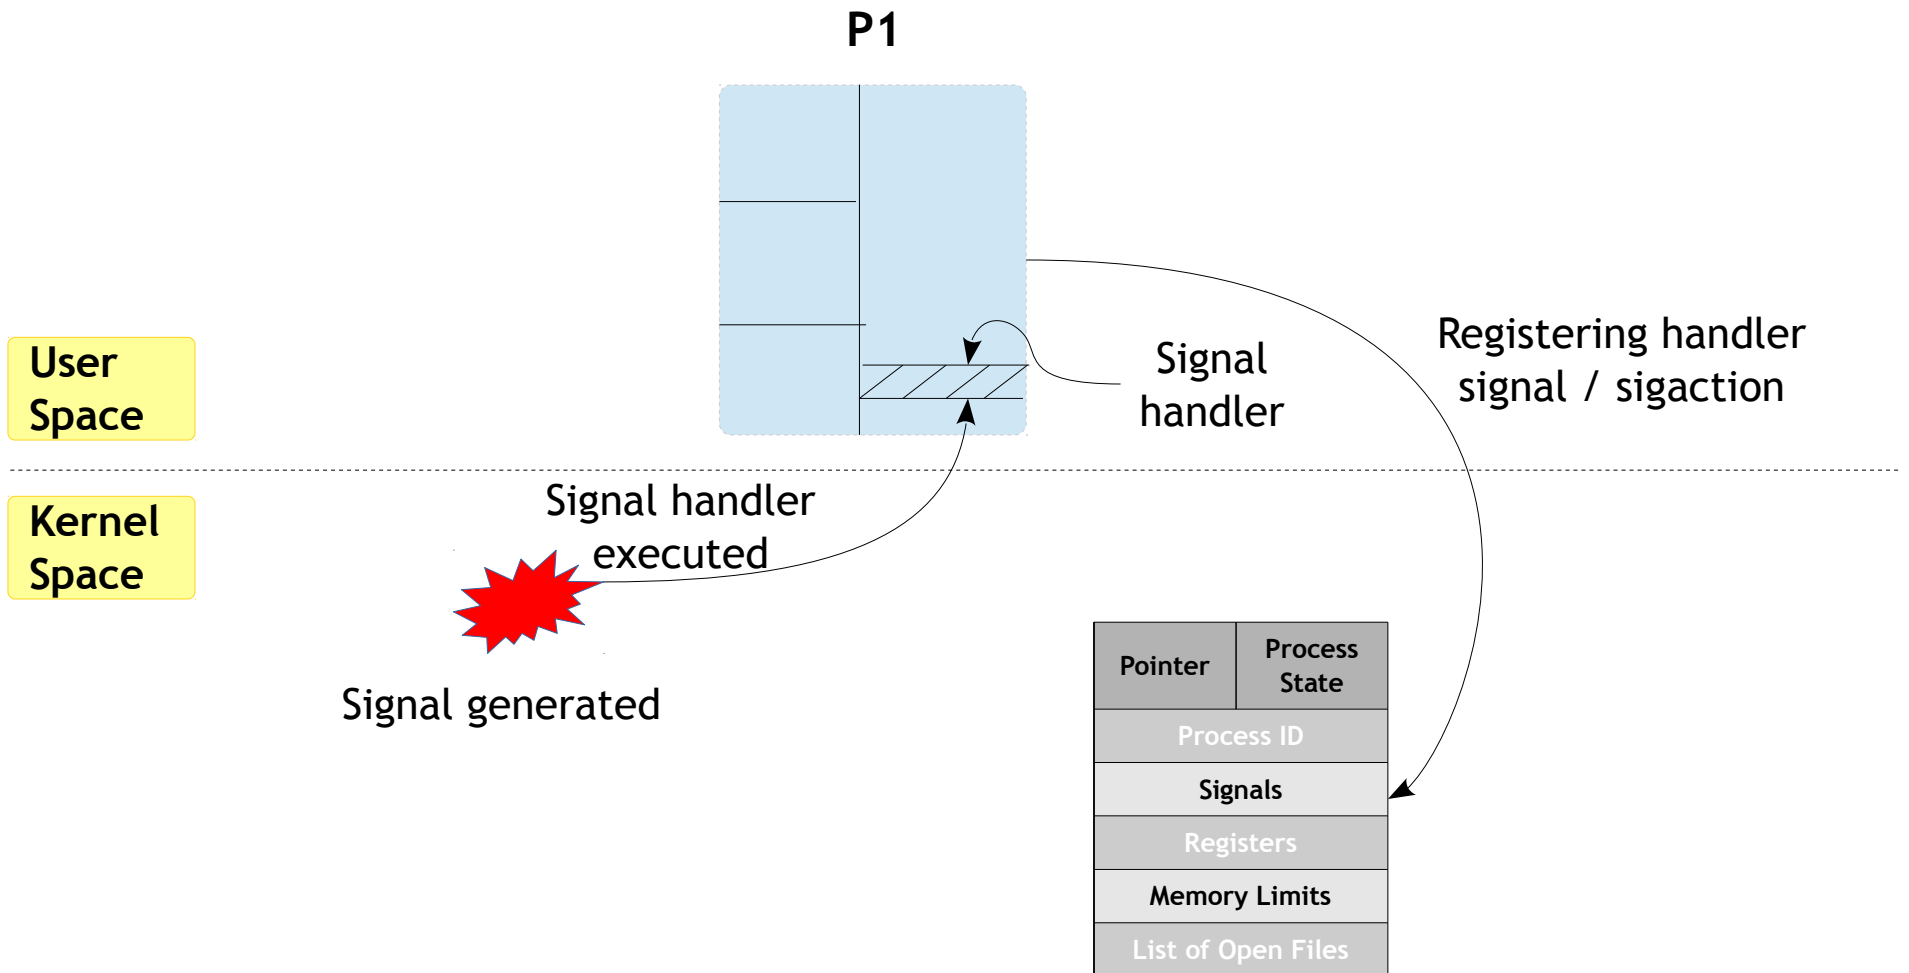 P1
Registering handler
signal / sigaction
Signal
handler
User
Space
Signal handler
executed
Kernel
Space
Signal generated
Pointer
Process
State
Process ID
Signals
Registers
Memory Limits
List of Open Files